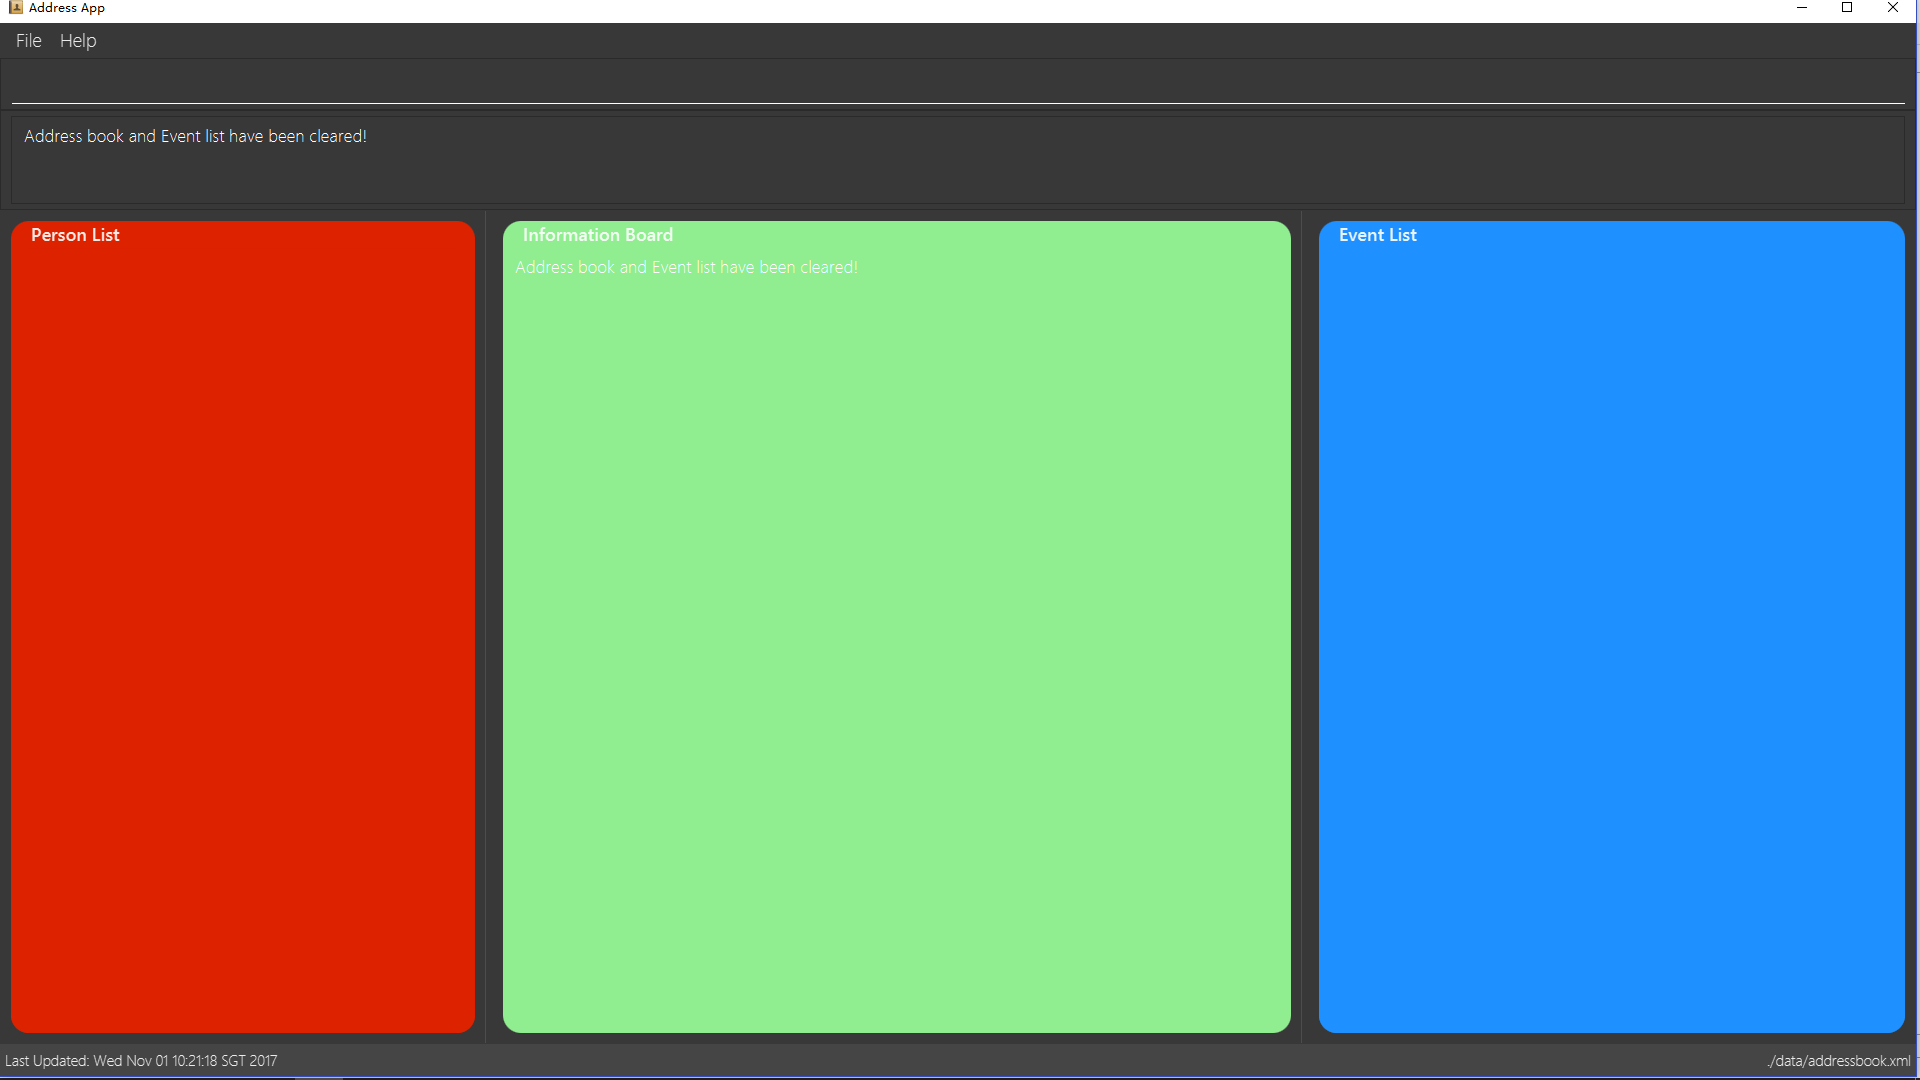 Address App
File Help
Address book and Event list have been cleared!
Person List
Information Board
Address book and Event list have been cleared!
Event List
Last Updated: Wed Nov 01 10:21:18 SGT 2017
./data/addressbook.xml